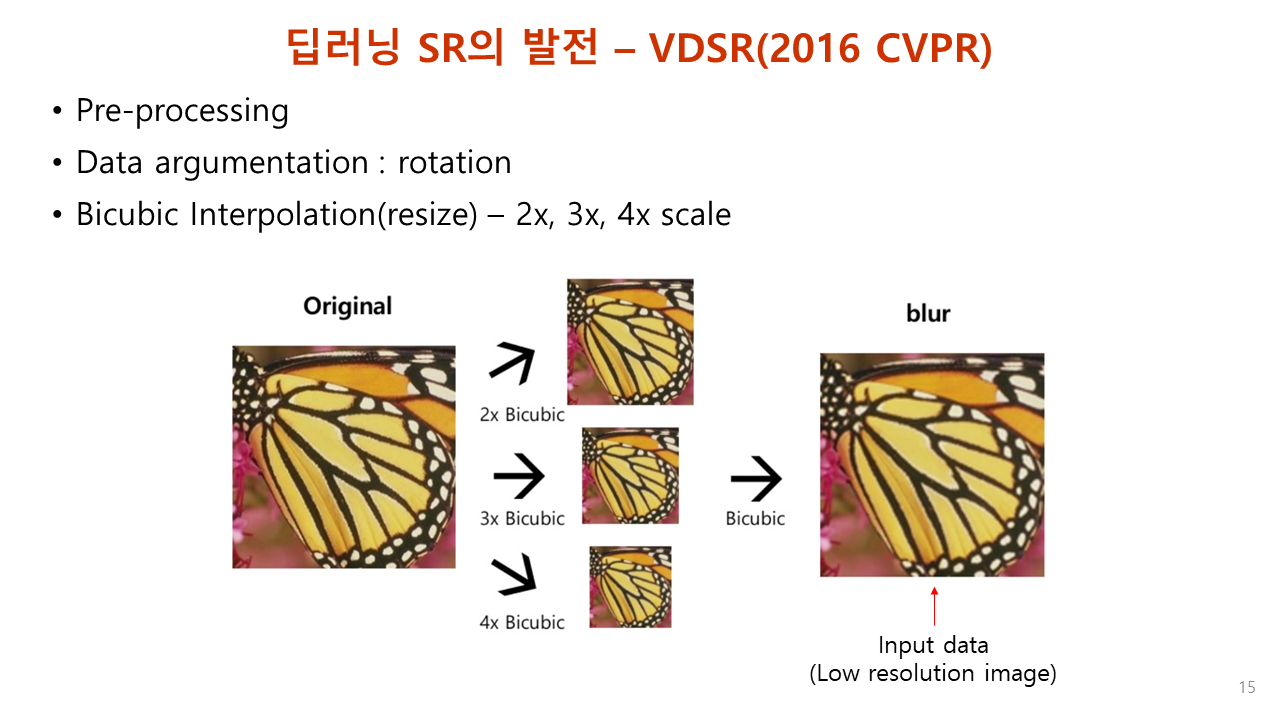 딥러닝 SR의 발전 – VDSR(2016 CVPR)
• Pre-processing
• Data argumentation : rotation
• Bicubic Interpolation(resize) – 2x, 3x, 4x scale
Original
2x Bicubic
3x Bicubic
4x Bicubic
Bicubic
blur
Input data
(Low resolution image)
15